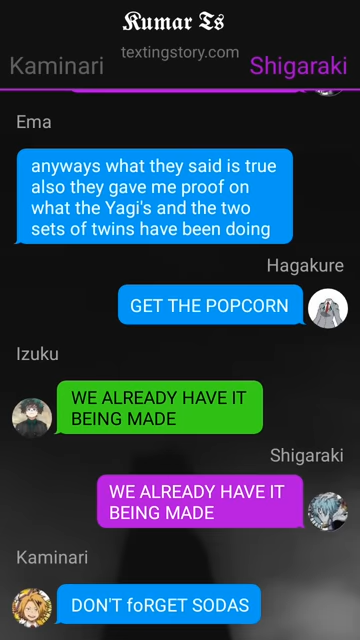 Kumar Ts
textingstory.com
Kaminari Shigaraki
Ema
anyways what they said is true
also they gave me proof on
what the Yagi's and the two
sets of twins have been doing
Hagakure
GET THE POPCORN
Izuku
WE ALREADY HAVE IT
BEING MADE
Shigaraki
WE ALREADY HAVE IT
BEING MADE
Kaminari
DON'T foRGET SODAS